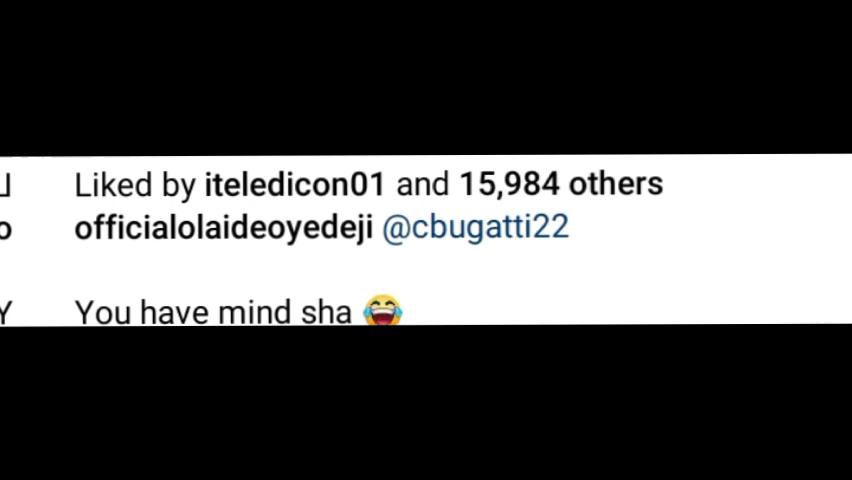 Liked by iteledicon01 and 15,984 others
officialolaideoyedeji @cbugatti22
You have mind sha 😂